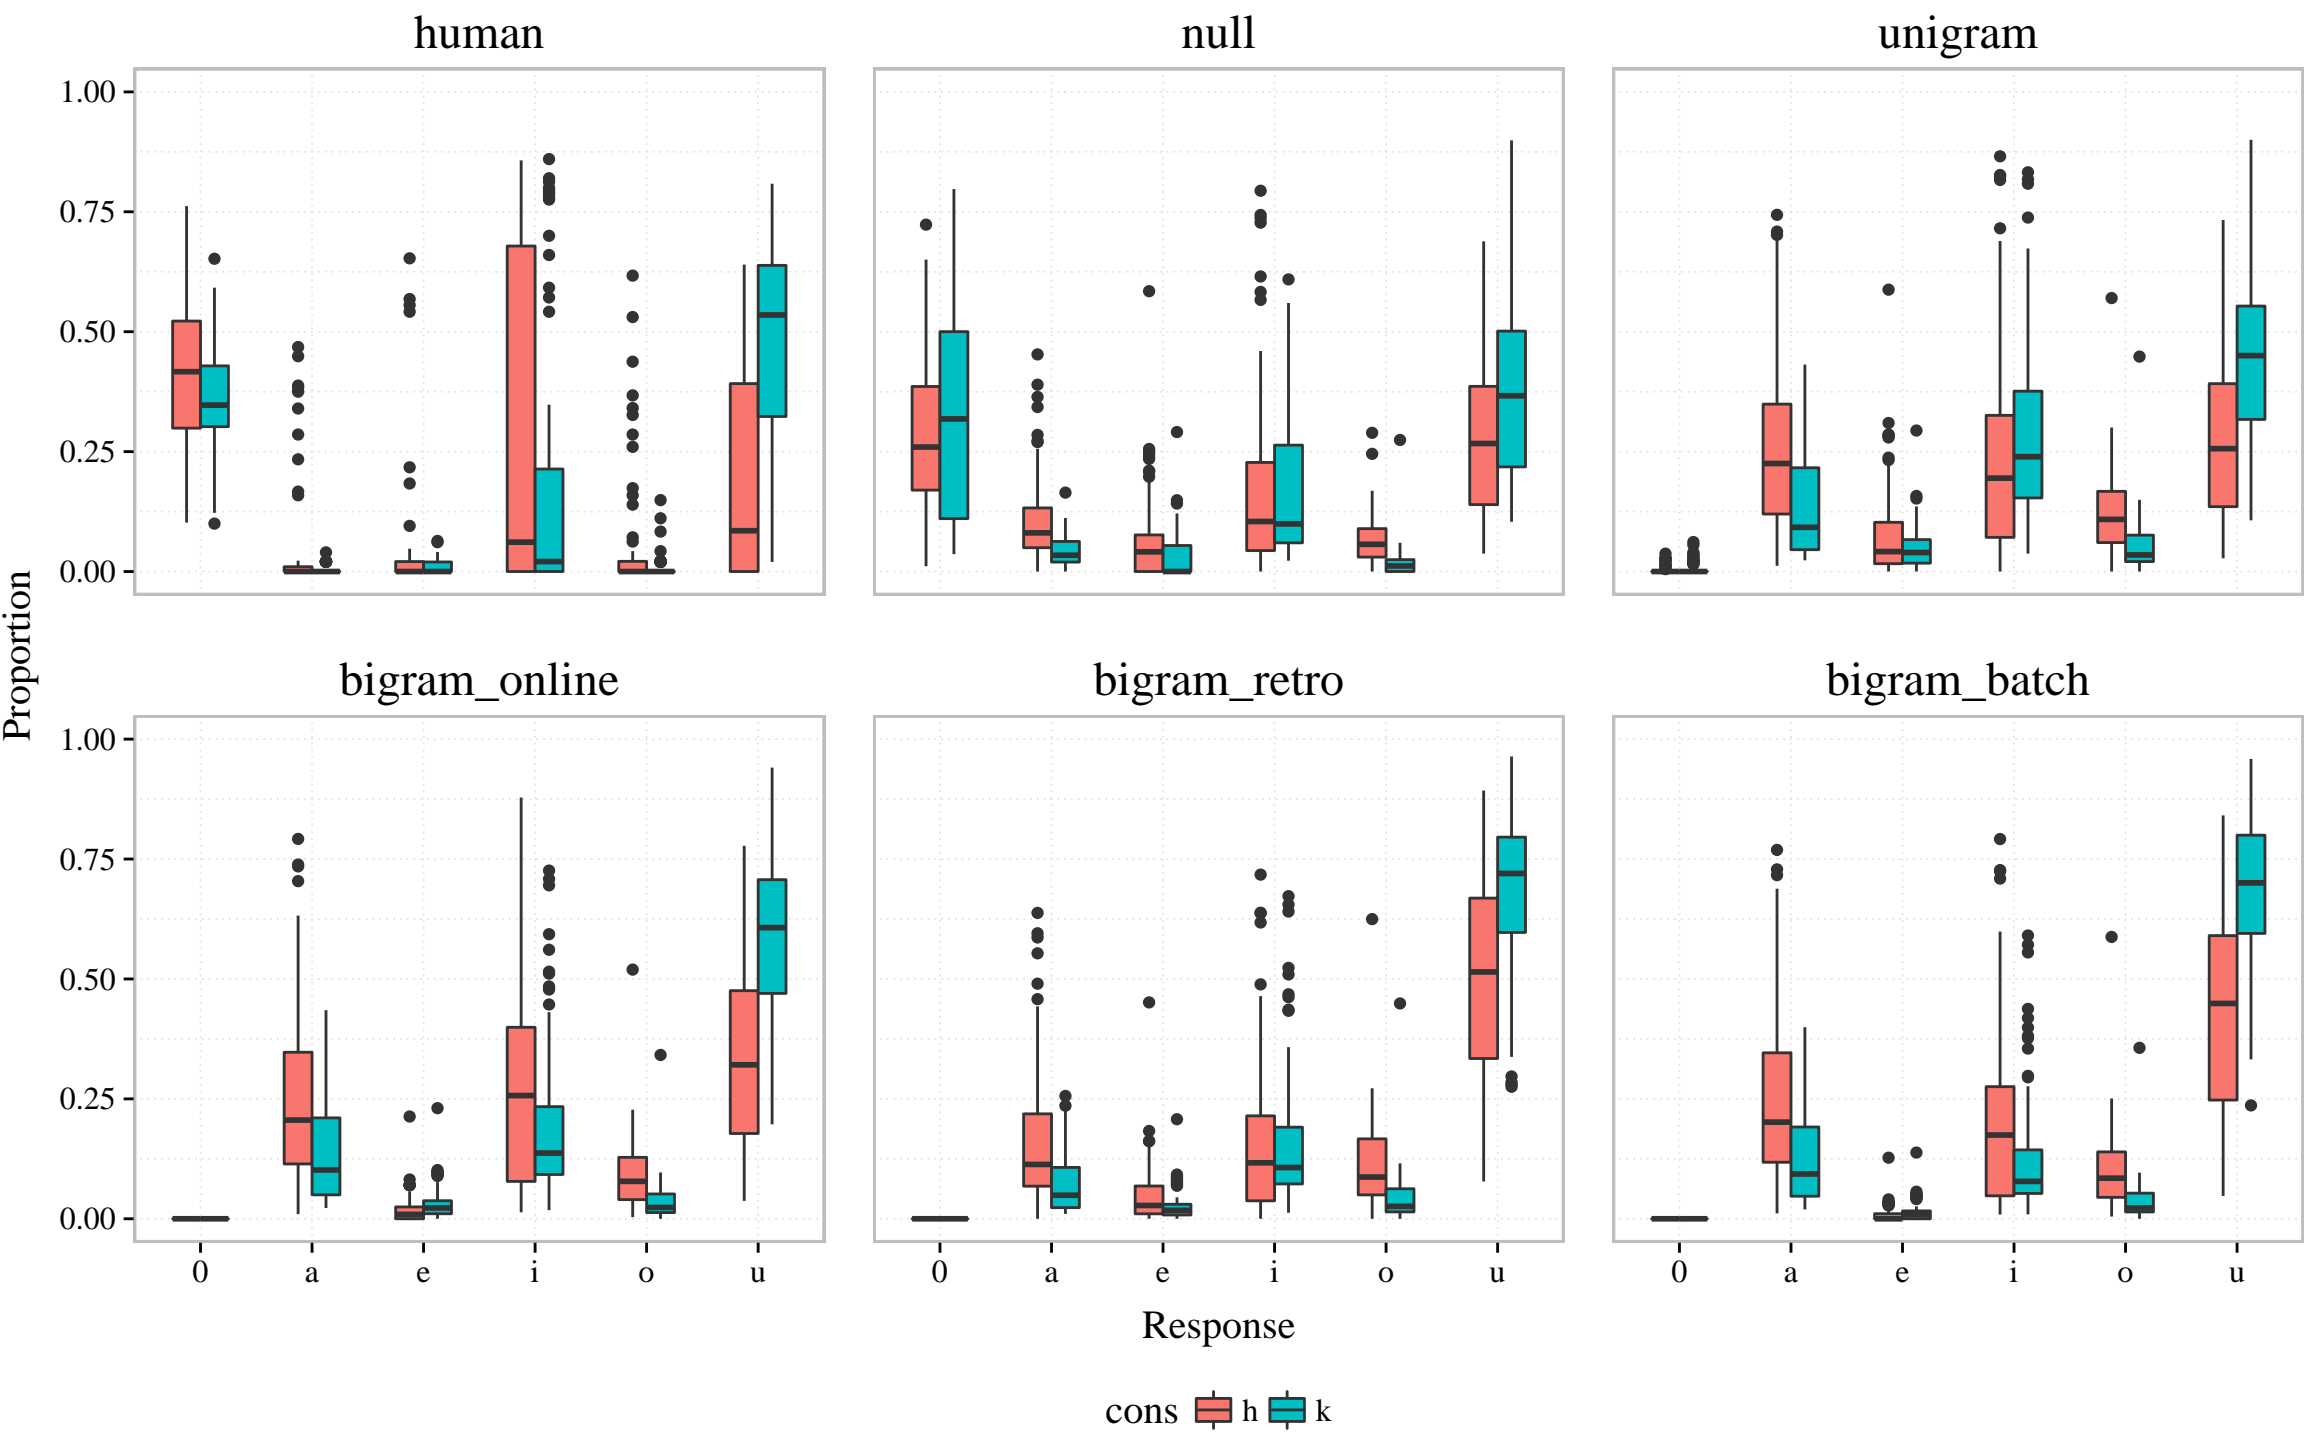 human null unigram
1.00
0.75
0.50
0.25
0.00
Proportion
bigram_online bigram_retro bigram_batch
1.00
0.75
0.50
0.25
0.00
0 a e i o u 0 a e i o u 0 a e i o u
Response
cons h k